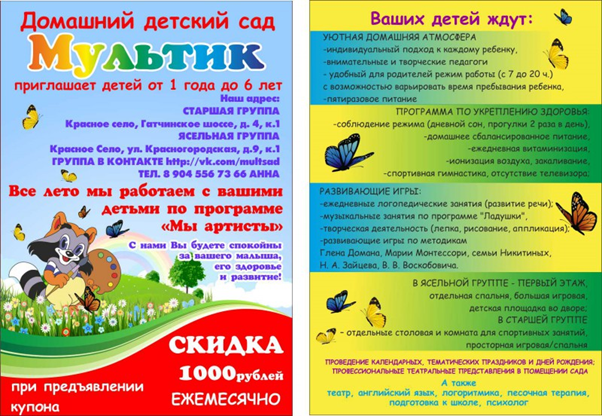 Домашний детский сад
Мультик
приглашает детей от 1 года до 6 лет
Наш адрес:
СТАРШАЯ ГРУППА
Красное село, Гатчинское шоссе, д. 4, к.1
ЯСЕЛЬНАЯ ГРУППА
Красное Село, ул. Красногородская, д.9, к.1
ГРУППА В КОНТАКТЕ http://vk.com/multsad
ТЕЛ. 8 904 556 73 66 АННА
Все лето мы работаем с вашими
детьми по программе
«Мы артисты»
С нами Вы будете спокойны
за вашего малыша,
его здоровье
и развитие!
СКИДКА
1000рублей
ЕЖЕМЕСЯЧНО
при предъявлении
купона
Ваших детей ждут:
УЮТНАЯ ДОМАШНЯЯ АТМОСФЕРА
-индивидуальный подход к каждому ребенку,
-внимательные и творческие педагоги
- удобный для родителей режим работы (с 7 до 20 ч.)
с возможностью варьировать время пребывания ребенка,
-пятиразовое питание
ПРОГРАММА ПО УКРЕПЛЕНИЮ ЗДОРОВЬЯ:
-соблюдение режима (дневной сон, прогулки 2 раза в день),
-домашнее сбалансированное питание,
-ежедневная витаминизация,
-ионизация воздуха, закаливание,
-спортивная гимнастика, отсутствие телевизора;
РАЗВИВАЮЩИЕ ИГРЫ:
-ежедневные логопедические занятия (развитие речи);
-музыкальные занятия по программе "Ладушки",
-творческая деятельность (лепка, рисование, аппликация);
-развивающие игры по методикам
Глена Домана, Марии Монтессори, семьи Никитиных,
Н. А. Зайцева, В. В. Воскобовича.
В ЯСЕЛЬНОЙ ГРУППЕ - ПЕРВЫЙ ЭТАЖ,
отдельная спальня, большая игровая,
детская площадка во дворе;
В СТАРШЕЙ ГРУППЕ
- отдельные столовая и комната для спортивных занятий,
просторная игровая/спальня
ПРОВЕДЕНИЕ КАЛЕНДАРНЫХ, ТЕМАТИЧЕСКИХ ПРАЗДНИКОВ И ДНЕЙ РОЖДЕНИЯ;
ПРОФЕССИОНАЛЬНЫЕ ТЕАТРАЛЬНЫЕ ПРЕДСТАВЛЕНИЯ В ПОМЕЩЕНИИ САДА
А также
театр, английский язык, логоритмика, песочная терапия,
подготовка к школе, психолог